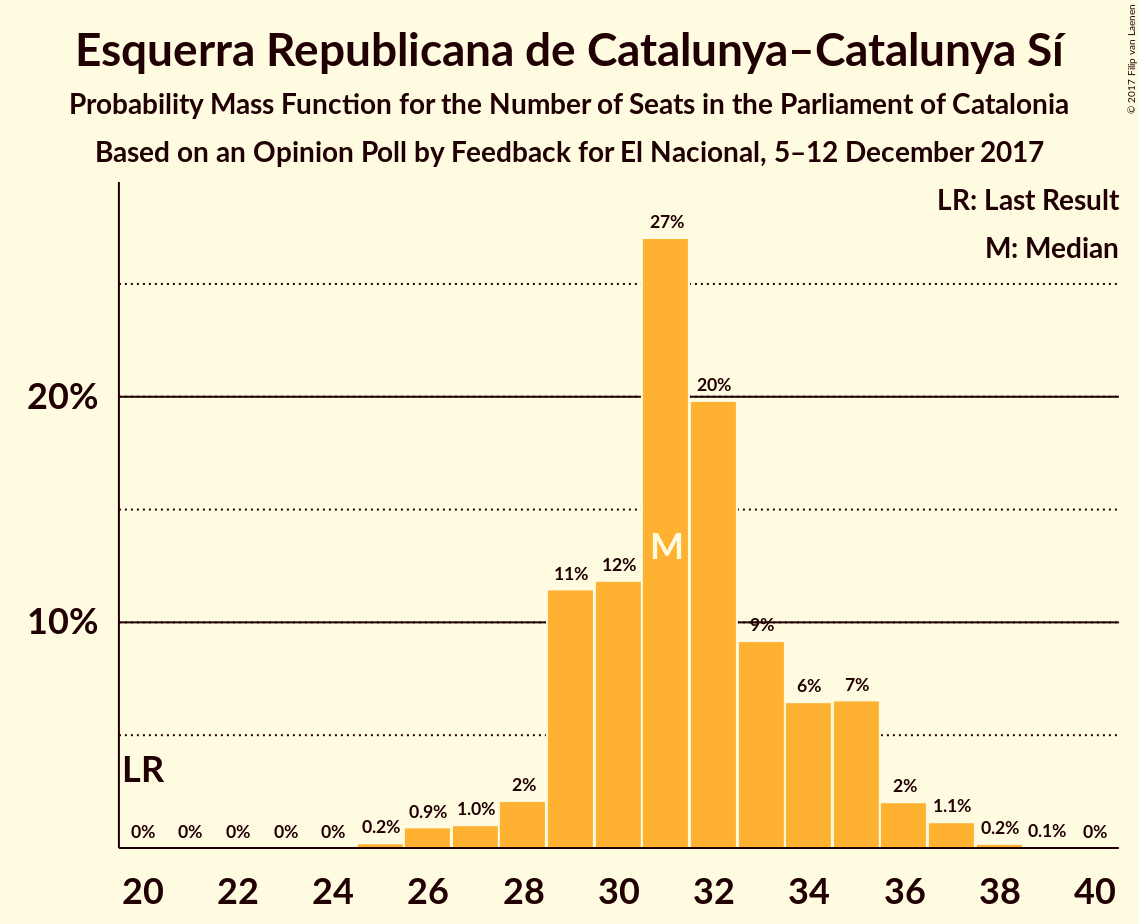 Esquerra Republicana de Catalunya–Catalunya Sí
Probability Mass Function for the Number of Seats in the Parliament of Catalonia
Based on an Opinion Poll by Feedback for El Nacional, 5–12 December 2017
© 2017 Filip van Laenen
LR: Last Result
M: Median
27%
20%
20%
M
12%
11%
10%
9%
7%
6%
LR
2%
2%
1.1%
1.0%
0.9%
0% 0% 0% 0% 0% 0.2% 0.2% 0.1% 0%
20 22 24 26 28 30 32 34 36 38 40